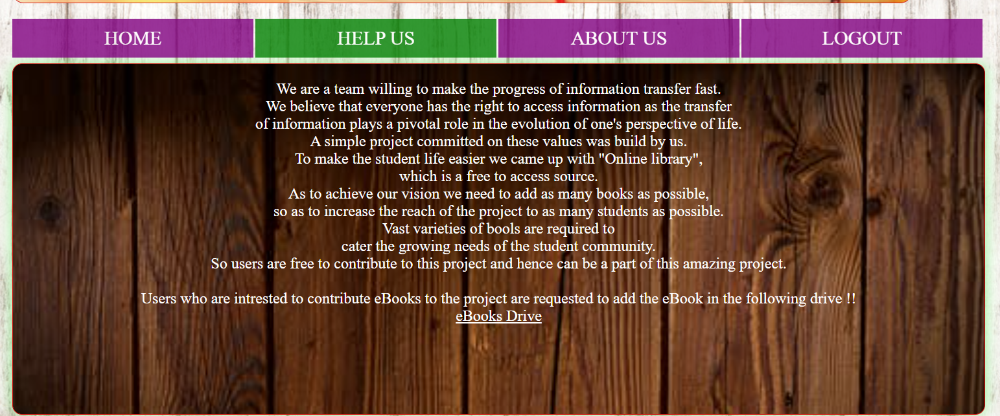 HOME
HELP US
ABOUT US
LOGOUT
We are a team willing to make the progress of information transfer fast.
We believe that everyone has the right to access information as the transfer
of information plays a pivotal role in the evolution of one's perspective of life.
A simple project committed on these values was build by us.
To make the student life easier we came up with "Online library",
which is a free to access source.
As to achieve our vision we need to add as many books as possible,
so as to increase the reach of the project to as many students as possible.
Vast varieties of bools are required to
cater the growing needs of the student community.
So users are free to contribute to this project and hence can be a part of this amazing project.
Users who are intrested to contribute eBooks to the project are requested to add the eBook in the following drive !!
eBooks Drive